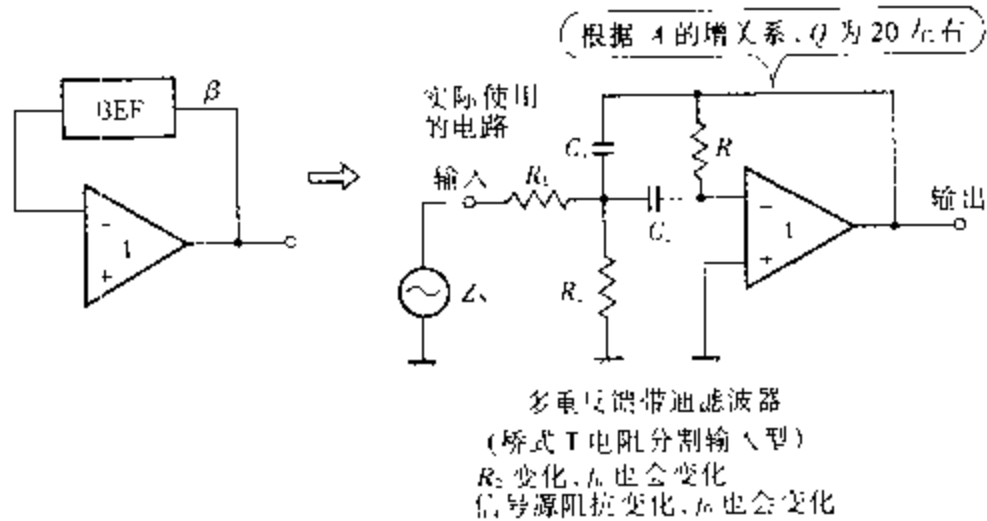 根据 A 的增关系、Q 为 20 左右
BEF
β
实际使用
的电路
输入
R
R
输出
多重反馈带通滤波器
(桥式 T 电阻分割输入型)
R₂ 变化、f₀ 也会变化
信号源阻抗变化、f₀ 也会变化